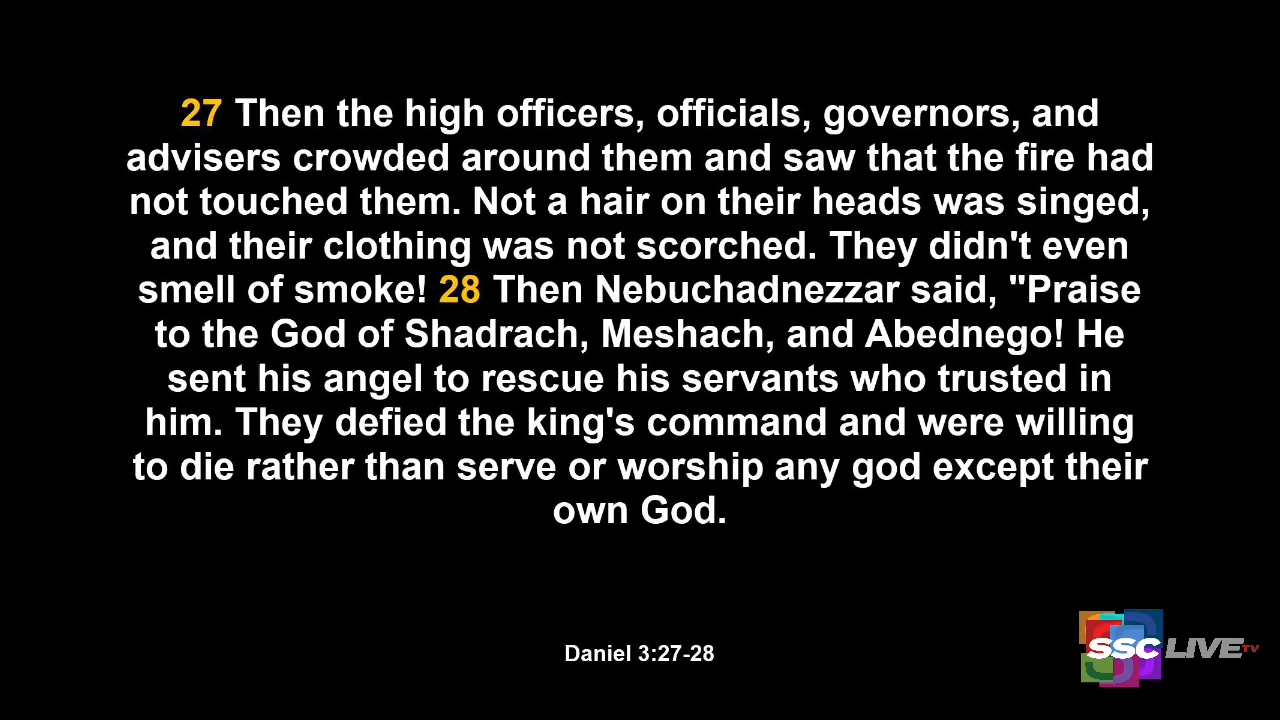 27 Then the high officers, officials, governors, and
advisers crowded around them and saw that the fire had
not touched them. Not a hair on their heads was singed,
and their clothing was not scorched. They didn't even
smell of smoke! 28 Then Nebuchadnezzar said, "Praise
to the God of Shadrach, Meshach, and Abednego! He
sent his angel to rescue his servants who trusted in
him. They defied the king's command and were willing
to die rather than serve or worship any god except their
own God.
Daniel 3:27-28
SSC LIVE TV